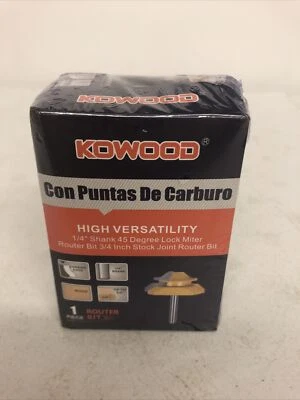 KOWOOD®
Con Puntas De Carburo
HIGH VERSATILITY
1/4" Shank 45 Degree Lock Miter
Router Bit 3/4 Inch Stock Joint Router Bit
1 ROUTER
PACK BIT